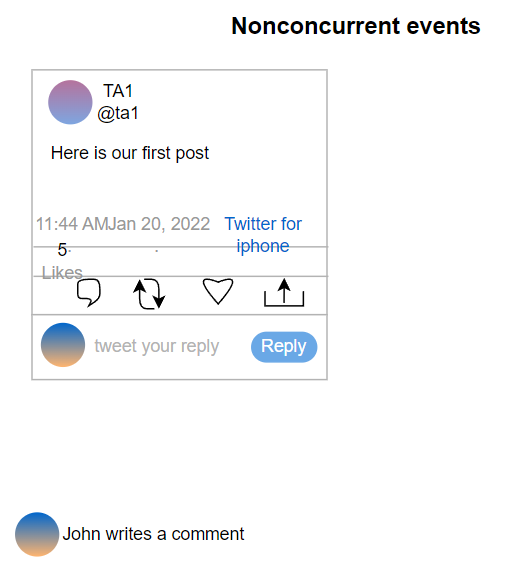 Nonconcurrent events
TA1
@ta1
Here is our first post
11:44 AMJan 20, 2022 Twitter for
iphone
5
Likes
tweet your reply Reply
John writes a comment